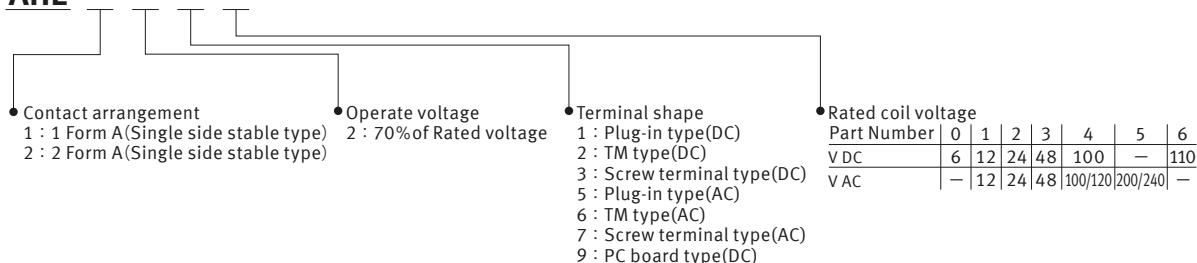 Contact arrangement
1：1 Form A(Single side stable type)
2：2 Form A(Single side stable type)
Operate voltage
2：70%of Rated voltage
Terminal shape
1：Plug-in type(DC)
2：TM type(DC)
3：Screw terminal type(DC)
5：Plug-in type(AC)
6：TM type(AC)
7：Screw terminal type(AC)
9：PC board type(DC)
Rated coil voltage
Part Number 0 1 2 3 4 5 6
V DC 6 12 24 48 100 — 110
V AC — 12 24 48 100/120 200/240 —